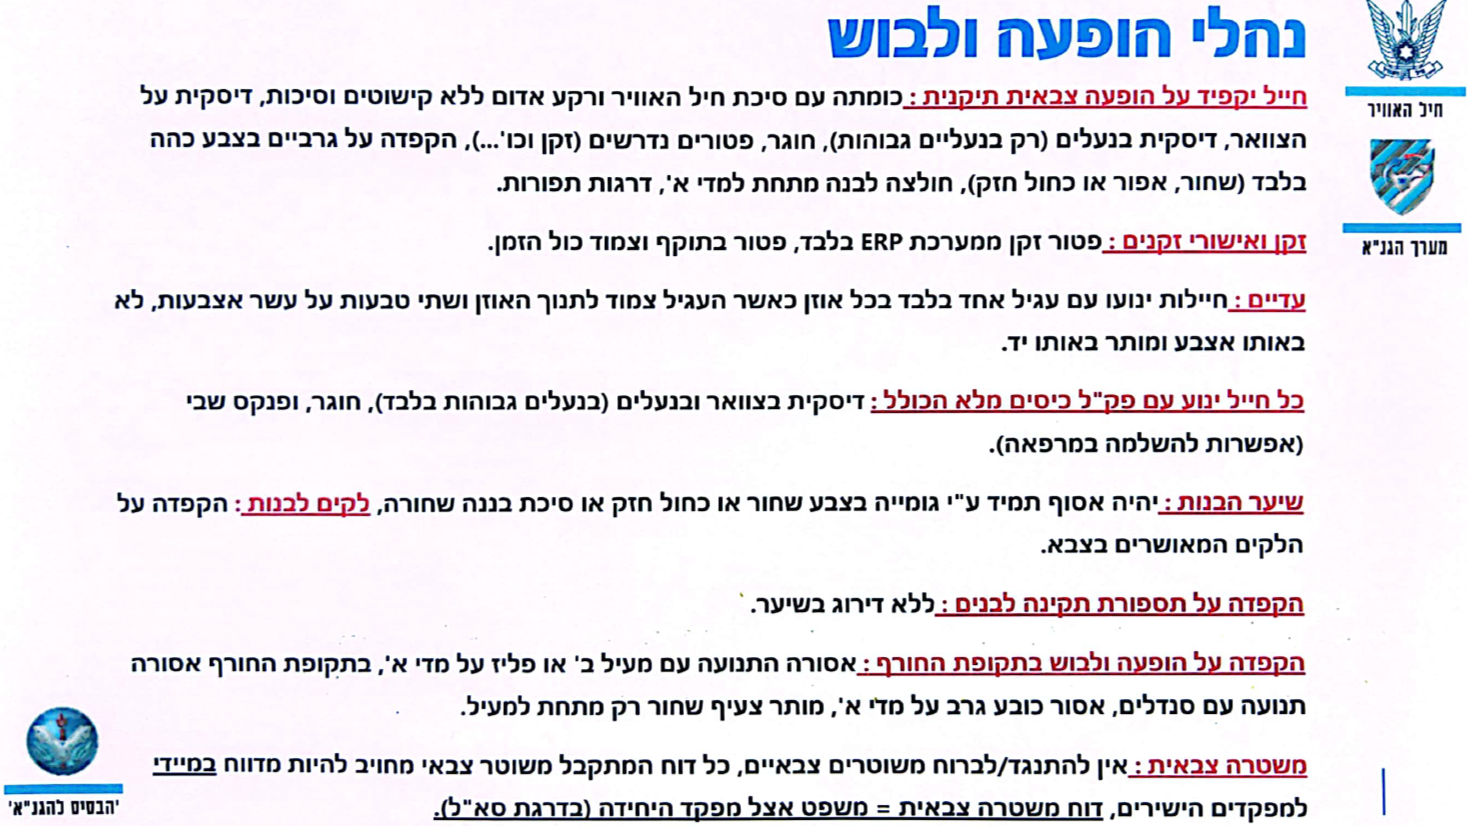 נהלי הופעה ולבוש
חיל האוויר
חייל יקפיד על הופעה צבאית תיקנית : כומתה עם סיכת חיל האוויר ורקע אדום ללא קישוטים וסיכות, דיסקית על
הצוואר, דיסקית בנעלים (רק בנעליים גבוהות), חוגר, פטורים נדרשים (זקן וכו'...), הקפדה על גרביים בצבע כהה
בלבד (שחור, אפור או כחול חזק), חולצה לבנה מתחת למדי א', דרגות תפורות.
מערך הגנ"א
זקן ואישורי זקנים : פטור זקן ממערכת ERP בלבד, פטור בתוקף וצמוד כול הזמן.
עדיים : חיילות ינועו עם עגיל אחד בלבד בכל אוזן כאשר העגיל צמוד לתנוך האוזן ושתי טבעות על עשר אצבעות, לא
באותו אצבע ומותר באותו יד.
כל חייל ינוע עם פק"ל כיסים מלא הכולל : דיסקית בצוואר ובנעלים (בנעלים גבוהות בלבד), חוגר, ופנקס שבי
(אפשרות להשלמה במרפאה).
שיער הבנות : יהיה אסוף תמיד ע"י גומייה בצבע שחור או כחול חזק או סיכת בננה שחורה, לקים לבנות : הקפדה על
הלקים המאושרים בצבא.
הקפדה על תספורת תקינה לבנים : ללא דירוג בשיער.
הקפדה על הופעה ולבוש בתקופת החורף : אסורה התנועה עם מעיל ב' או פליז על מדי א', בתקופת החורף אסורה
תנועה עם סנדלים, אסור כובע גרב על מדי א', מותר צעיף שחור רק מתחת למעיל.
משטרה צבאית : אין להתנגד/לברוח משוטרים צבאיים, כל דוח המתקבל משוטר צבאי מחויב להיות מדווח במיידי
למפקדים הישירים, דוח משטרה צבאית = משפט אצל מפקד היחידה (בדרגת סא"ל).
'הבסיס להגנ"א'